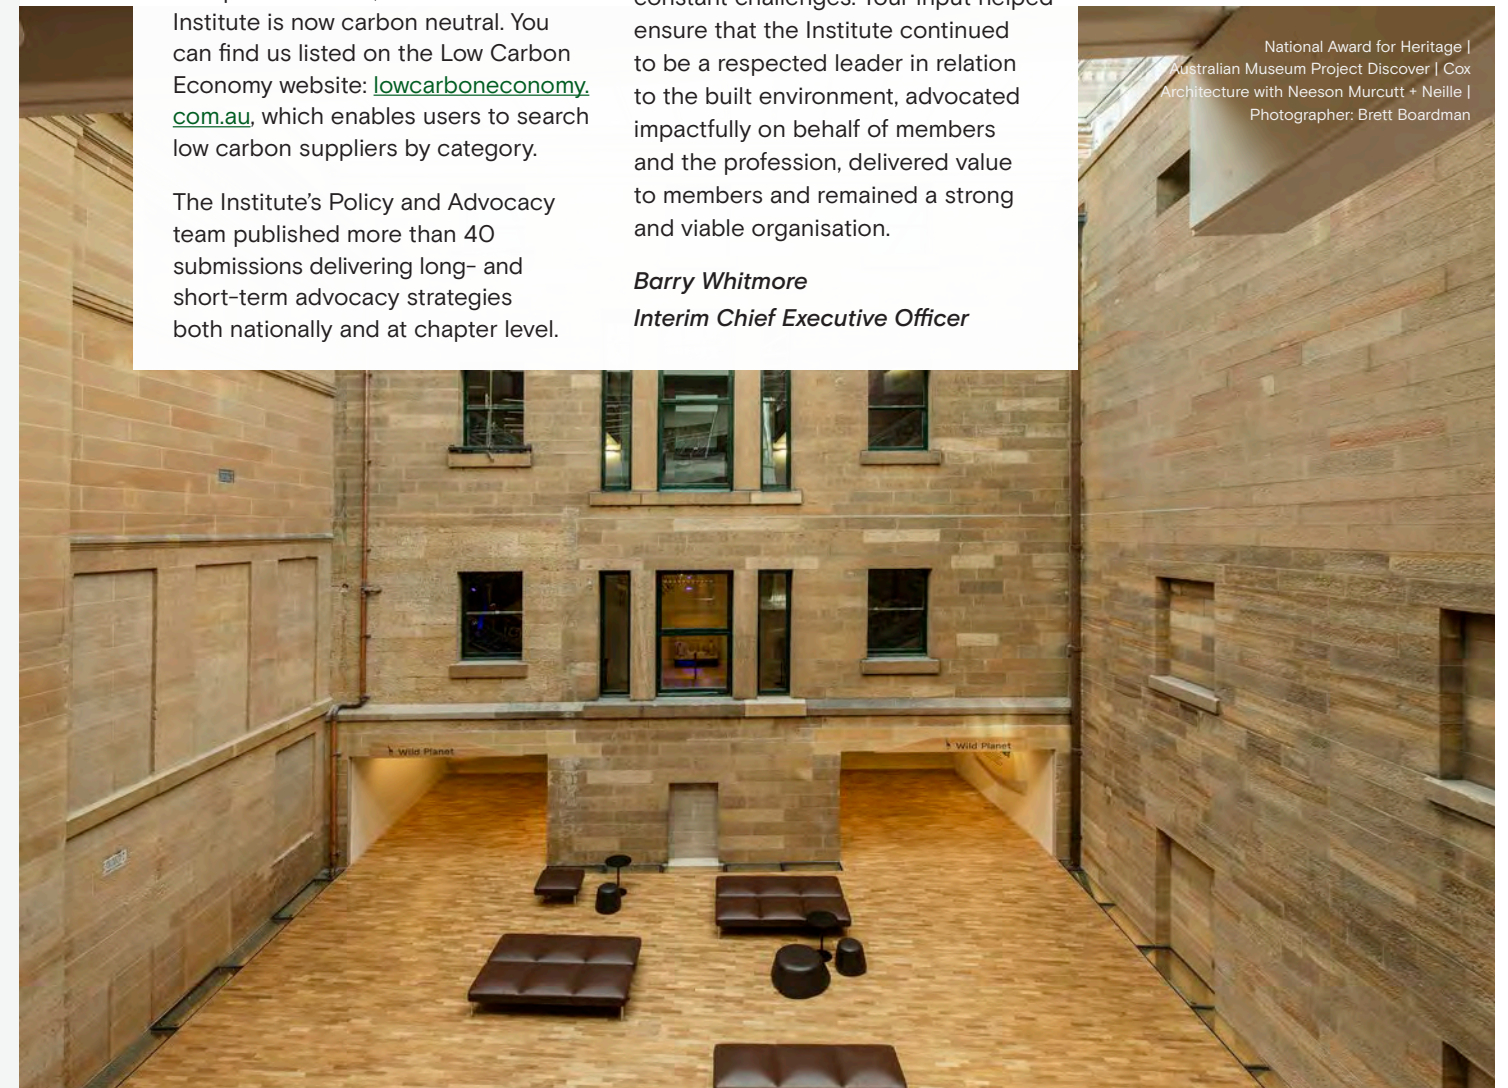 Institute is now carbon neutral. You
can find us listed on the Low Carbon
Economy website: lowcarboneconomy.
com.au, which enables users to search
low carbon suppliers by category.
The Institute's Policy and Advocacy
team published more than 40
submissions delivering long- and
short-term advocacy strategies
both nationally and at chapter level.
constant challenges. Your input helped
ensure that the Institute continued
to be a respected leader in relation
to the built environment, advocated
impactfully on behalf of members
and the profession, delivered value
to members and remained a strong
and viable organisation.
Barry Whitmore
Interim Chief Executive Officer
National Award for Heritage |
Australian Museum Project Discover | Cox
Architecture with Neeson Murcutt + Neille |
Photographer: Brett Boardman
Wild Planet
Wild Planet